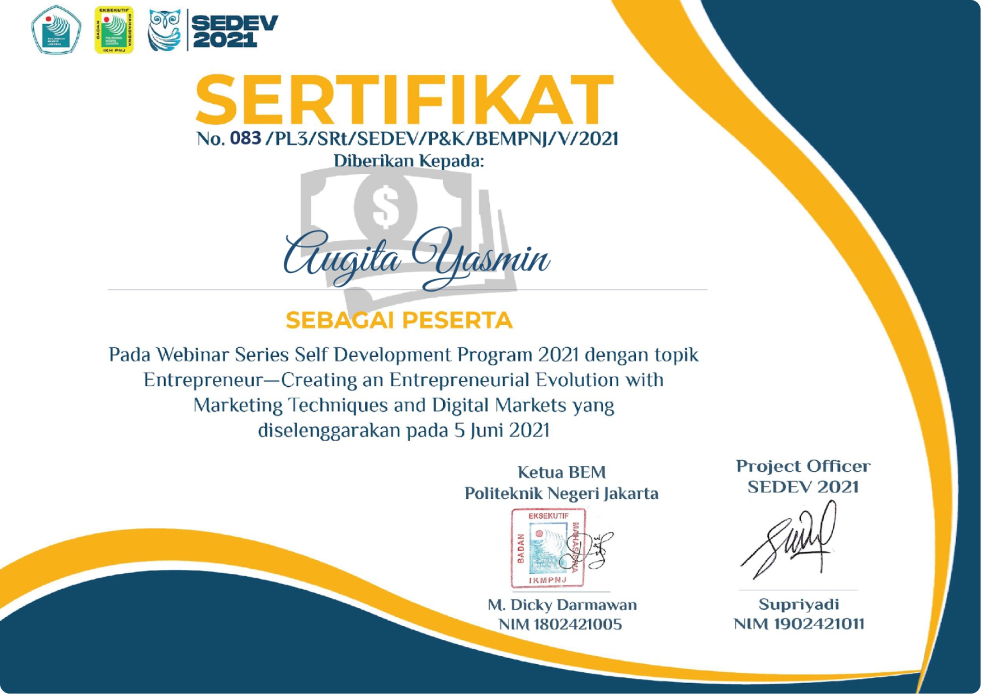 SEDEV
2021
EKSEKUTIF
BADAN
MAHASISWA
IKM PNJ
SERTIFIKAT
No. 083 /PL3/SRt/SEDEV/P&K/BEMPNJ/V/2021
Diberikan Kepada:
Augita Yasmin
SEBAGAI PESERTA
Pada Webinar Series Self Development Program 2021 dengan topik
Entrepreneur—Creating an Entrepreneurial Evolution with
Marketing Techniques and Digital Markets yang
diselenggarakan pada 5 Juni 2021
Ketua BEM
Politeknik Negeri Jakarta
EKSEKUTIF
BADAN
MAHASISWA
IKMPNJ
M. Dicky Darmawan
NIM 1802421005
Project Officer
SEDEV 2021
Supriyadi
NIM 1902421011